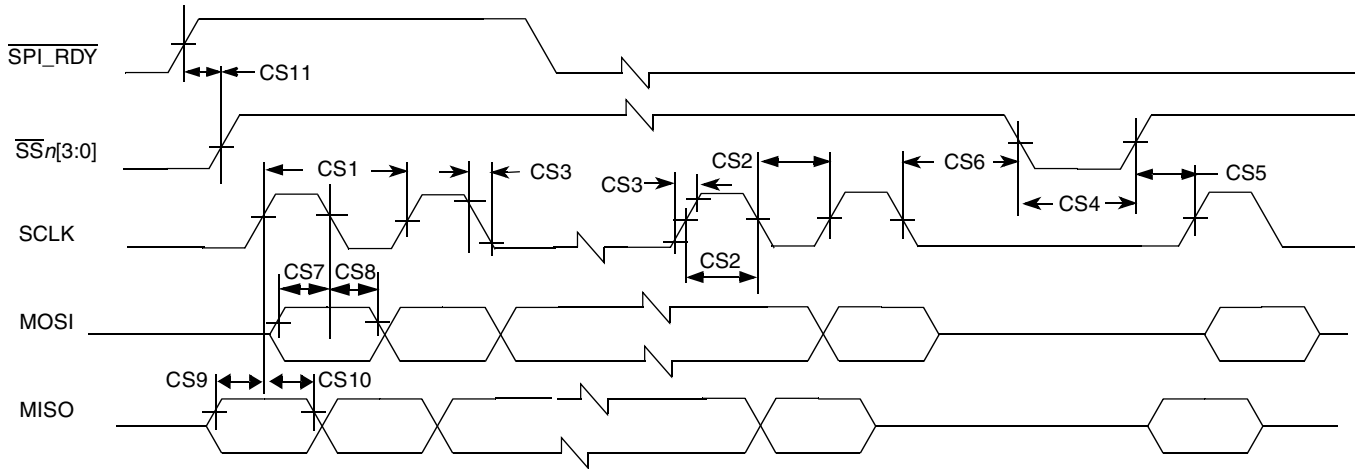 SPI_RDY
CS11
SSn[3:0]
CS1
CS3
CS2
CS6
CS5
CS3
CS4
SCLK
CS2
CS7
CS8
MOSI
CS9
CS10
MISO